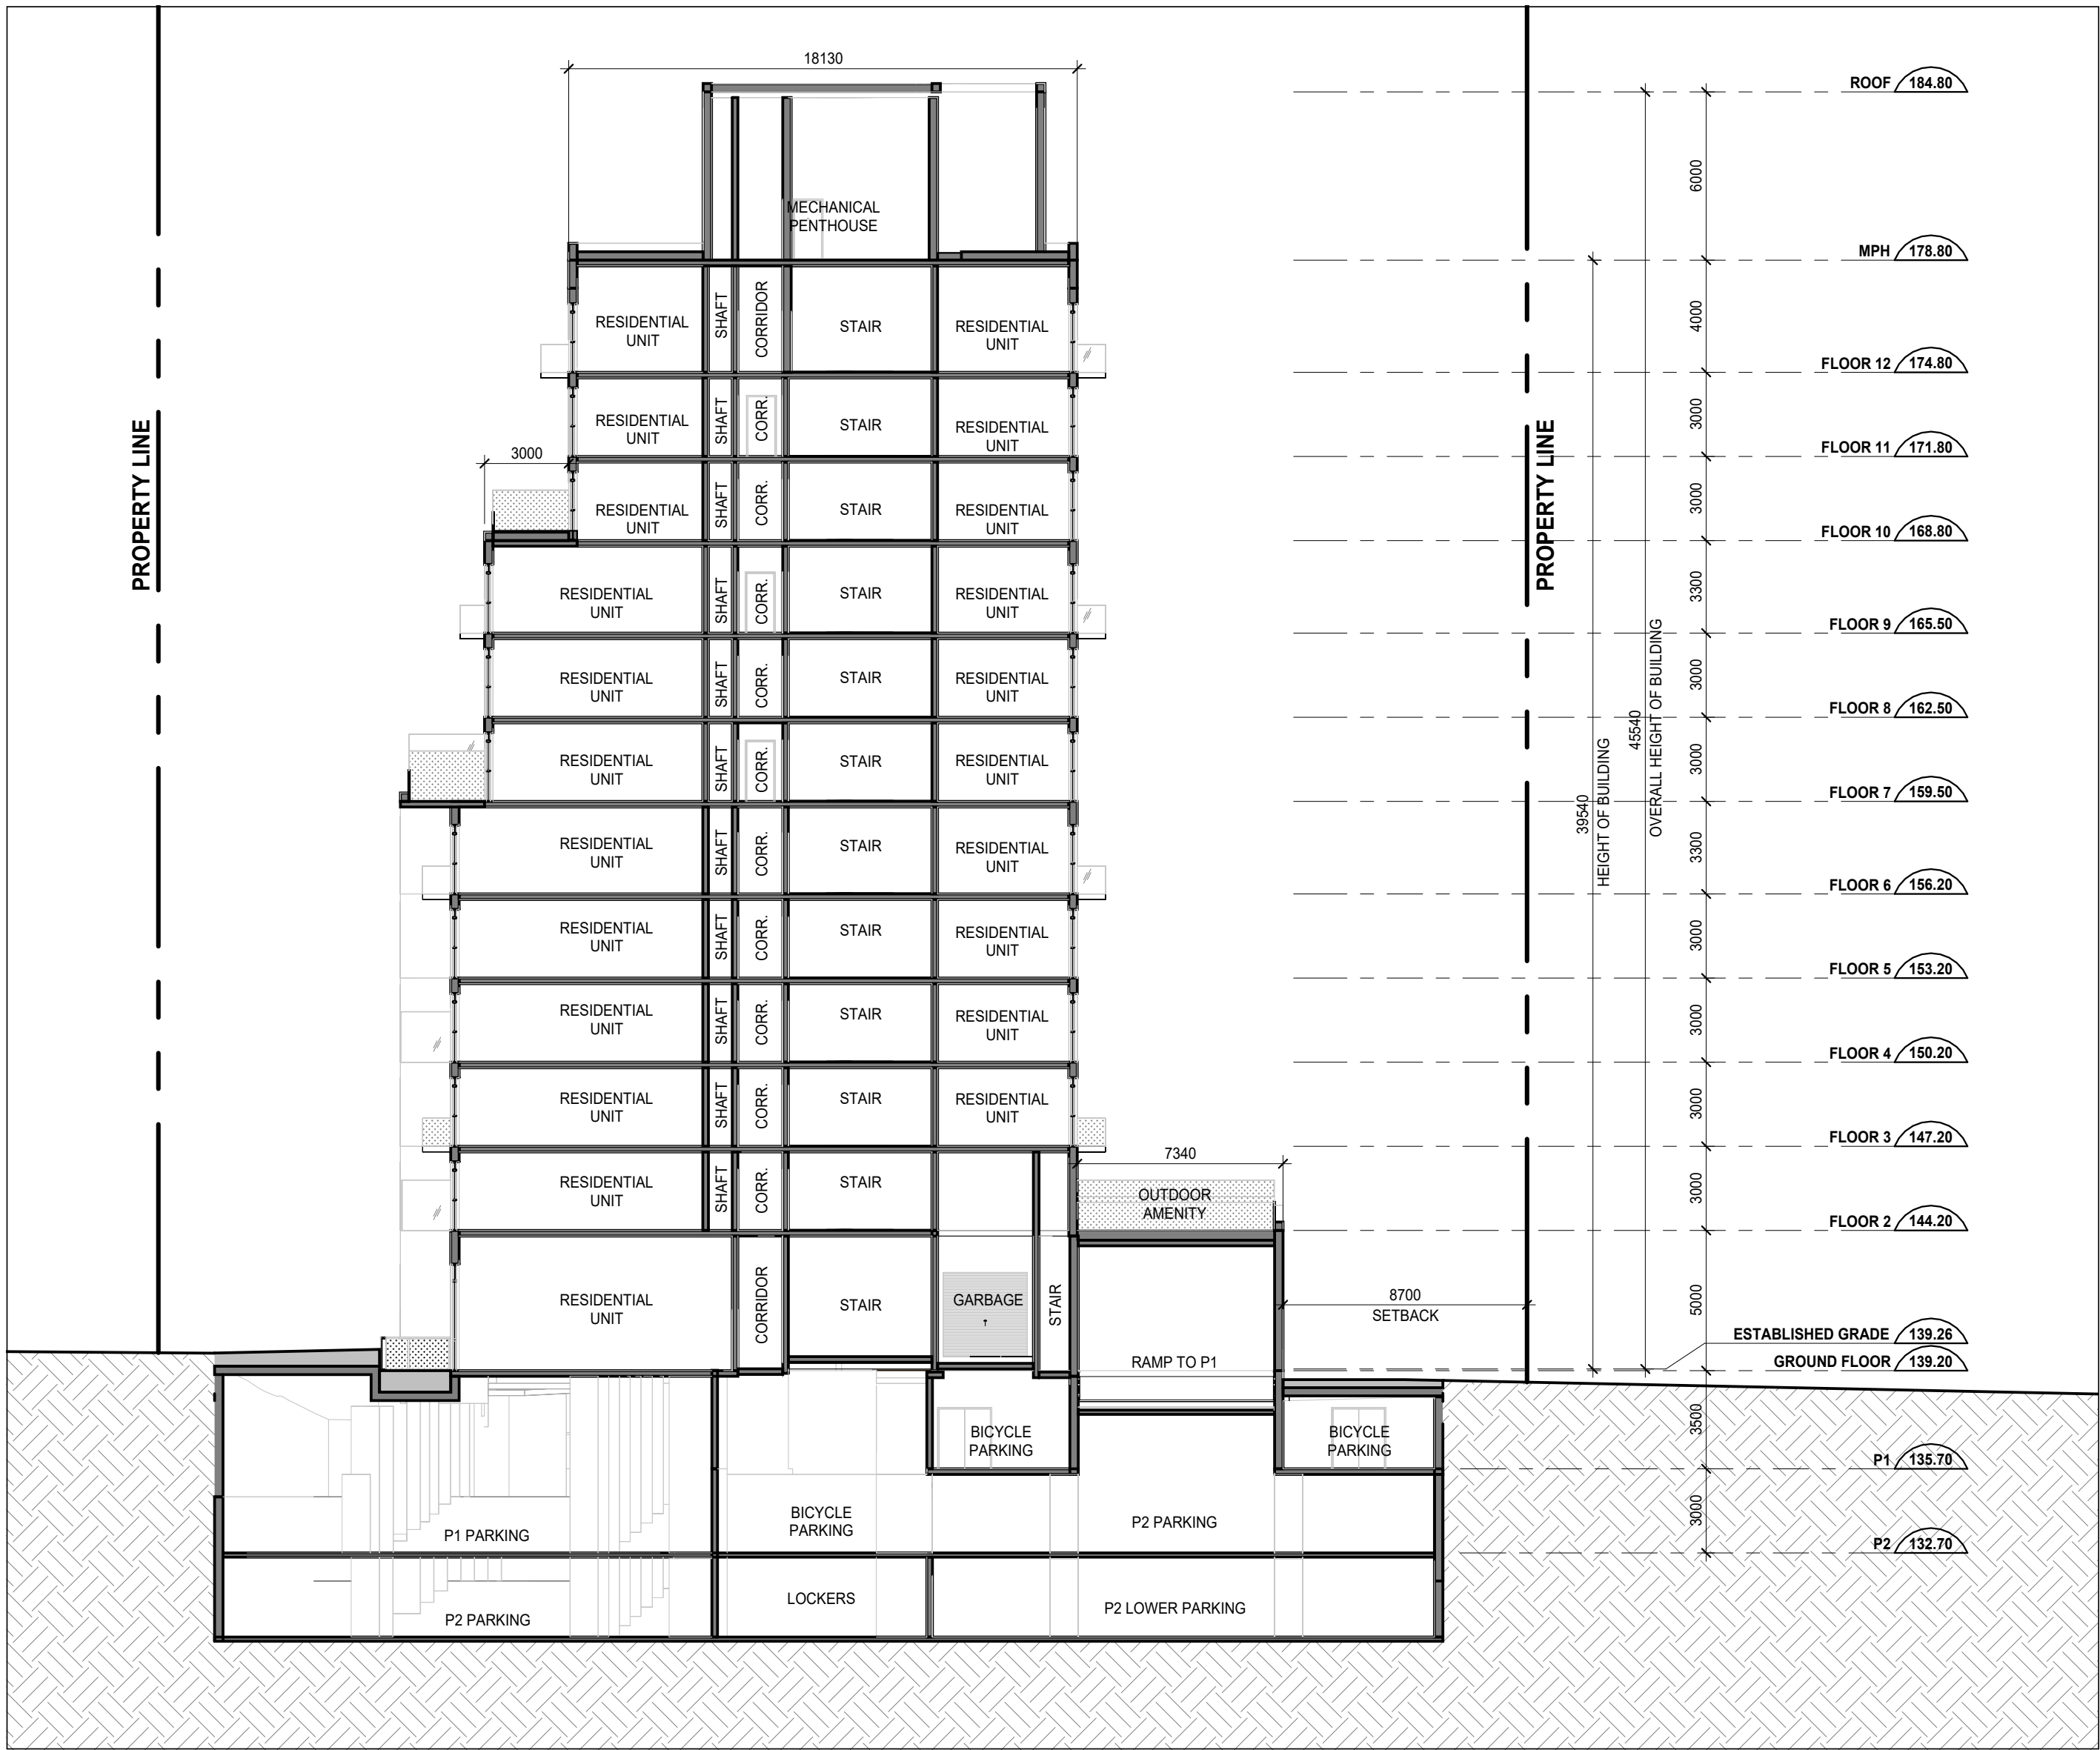 18130
ROOF 184.80
6000
MECHANICAL
PENTHOUSE
MPH 178.80
4000
RESIDENTIAL
UNIT
SHAFT
CORRIDOR
STAIR
RESIDENTIAL
UNIT
FLOOR 12 174.80
3000
RESIDENTIAL
UNIT
SHAFT
CORR.
STAIR
RESIDENTIAL
UNIT
FLOOR 11 171.80
PROPERTY LINE
PROPERTY LINE
3000
3000
RESIDENTIAL
UNIT
SHAFT
CORR.
STAIR
RESIDENTIAL
UNIT
FLOOR 10 168.80
3300
RESIDENTIAL
UNIT
SHAFT
CORR.
STAIR
RESIDENTIAL
UNIT
FLOOR 9 165.50
3000
RESIDENTIAL
UNIT
SHAFT
CORR.
STAIR
RESIDENTIAL
UNIT
FLOOR 8 162.50
45540
OVERALL HEIGHT OF BUILDING
39540
HEIGHT OF BUILDING
3000
RESIDENTIAL
UNIT
SHAFT
CORR.
STAIR
RESIDENTIAL
UNIT
FLOOR 7 159.50
3300
RESIDENTIAL
UNIT
SHAFT
CORR.
STAIR
RESIDENTIAL
UNIT
FLOOR 6 156.20
3000
RESIDENTIAL
UNIT
SHAFT
CORR.
STAIR
RESIDENTIAL
UNIT
FLOOR 5 153.20
3000
RESIDENTIAL
UNIT
SHAFT
CORR.
STAIR
RESIDENTIAL
UNIT
FLOOR 4 150.20
3000
RESIDENTIAL
UNIT
SHAFT
CORR.
STAIR
RESIDENTIAL
UNIT
FLOOR 3 147.20
7340
3000
RESIDENTIAL
UNIT
SHAFT
CORR.
STAIR
OUTDOOR
AMENITY
FLOOR 2 144.20
5000
RESIDENTIAL
UNIT
CORRIDOR
STAIR
GARBAGE
STAIR
8700
SETBACK
RAMP TO P1
ESTABLISHED GRADE 139.26
GROUND FLOOR 139.20
3500
BICYCLE
PARKING
BICYCLE
PARKING
P1 135.70
3000
P1 PARKING
BICYCLE
PARKING
P2 PARKING
P2 132.70
P2 PARKING
LOCKERS
P2 LOWER PARKING